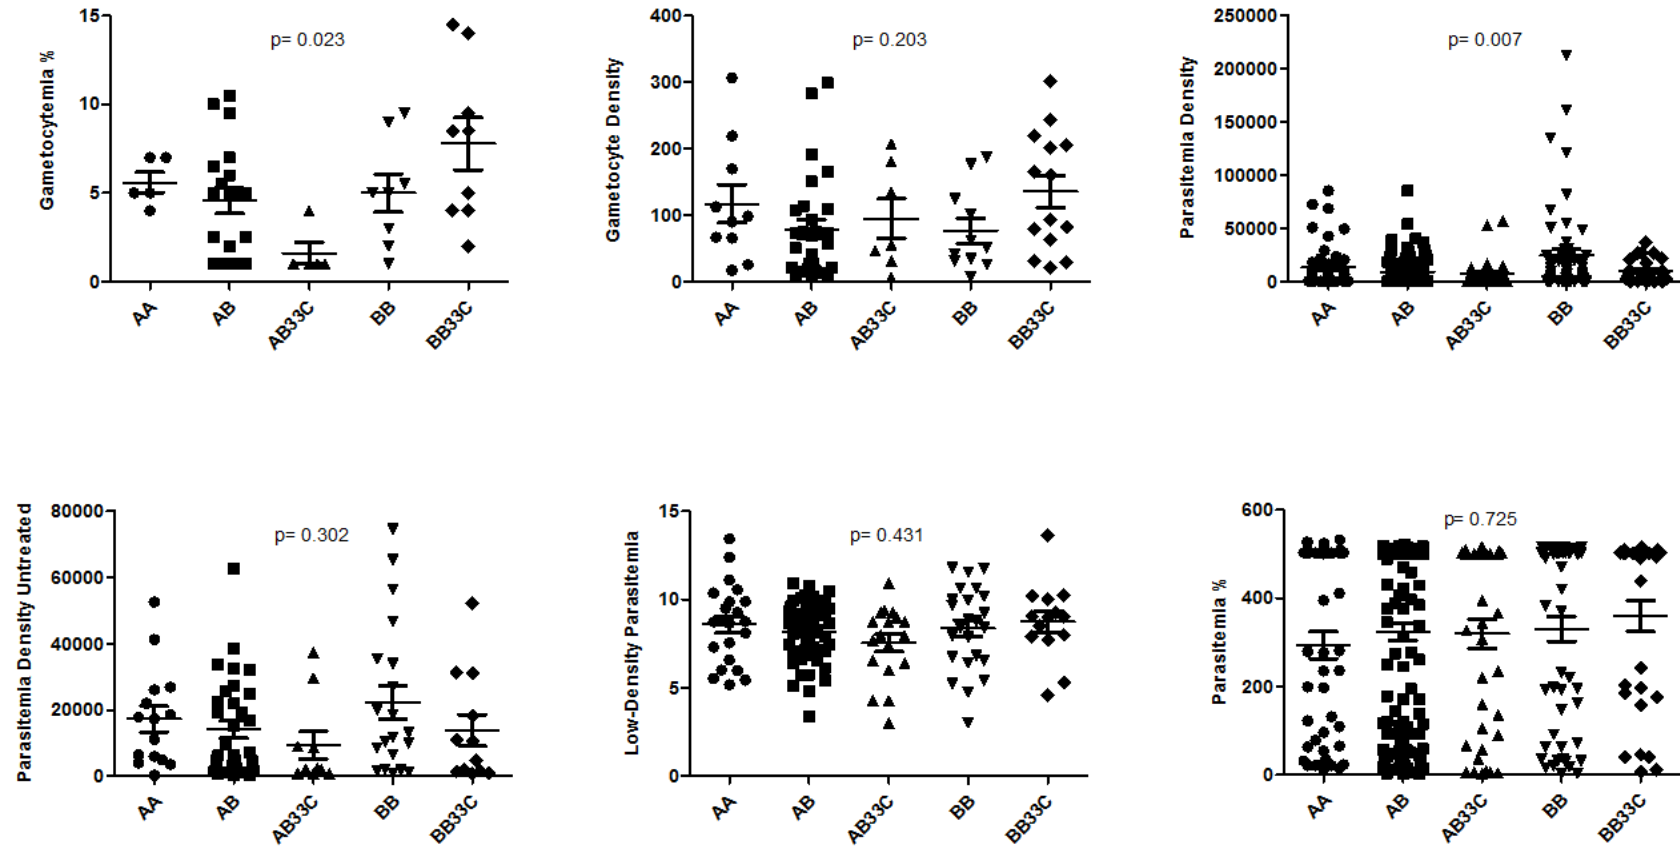 Gametocytemia %
15
10
5
0
p= 0.023
AA
AB
AB33C
BB
BB33C
Gametocyte Density
400
300
200
100
0
p= 0.203
AA
AB
AB33C
BB
BB33C
Parasitemia Density
250000
200000
150000
100000
50000
0
p= 0.007
AA
AB
AB33C
BB
BB33C
Parasitemia Density Untreated
80000
60000
40000
20000
0
p= 0.302
AA
AB
AB33C
BB
BB33C
Low-Density Parasitemia
15
10
5
0
p= 0.431
AA
AB
AB33C
BB
BB33C
Parasitemia %
600
400
200
0
p= 0.725
AA
AB
AB33C
BB
BB33C